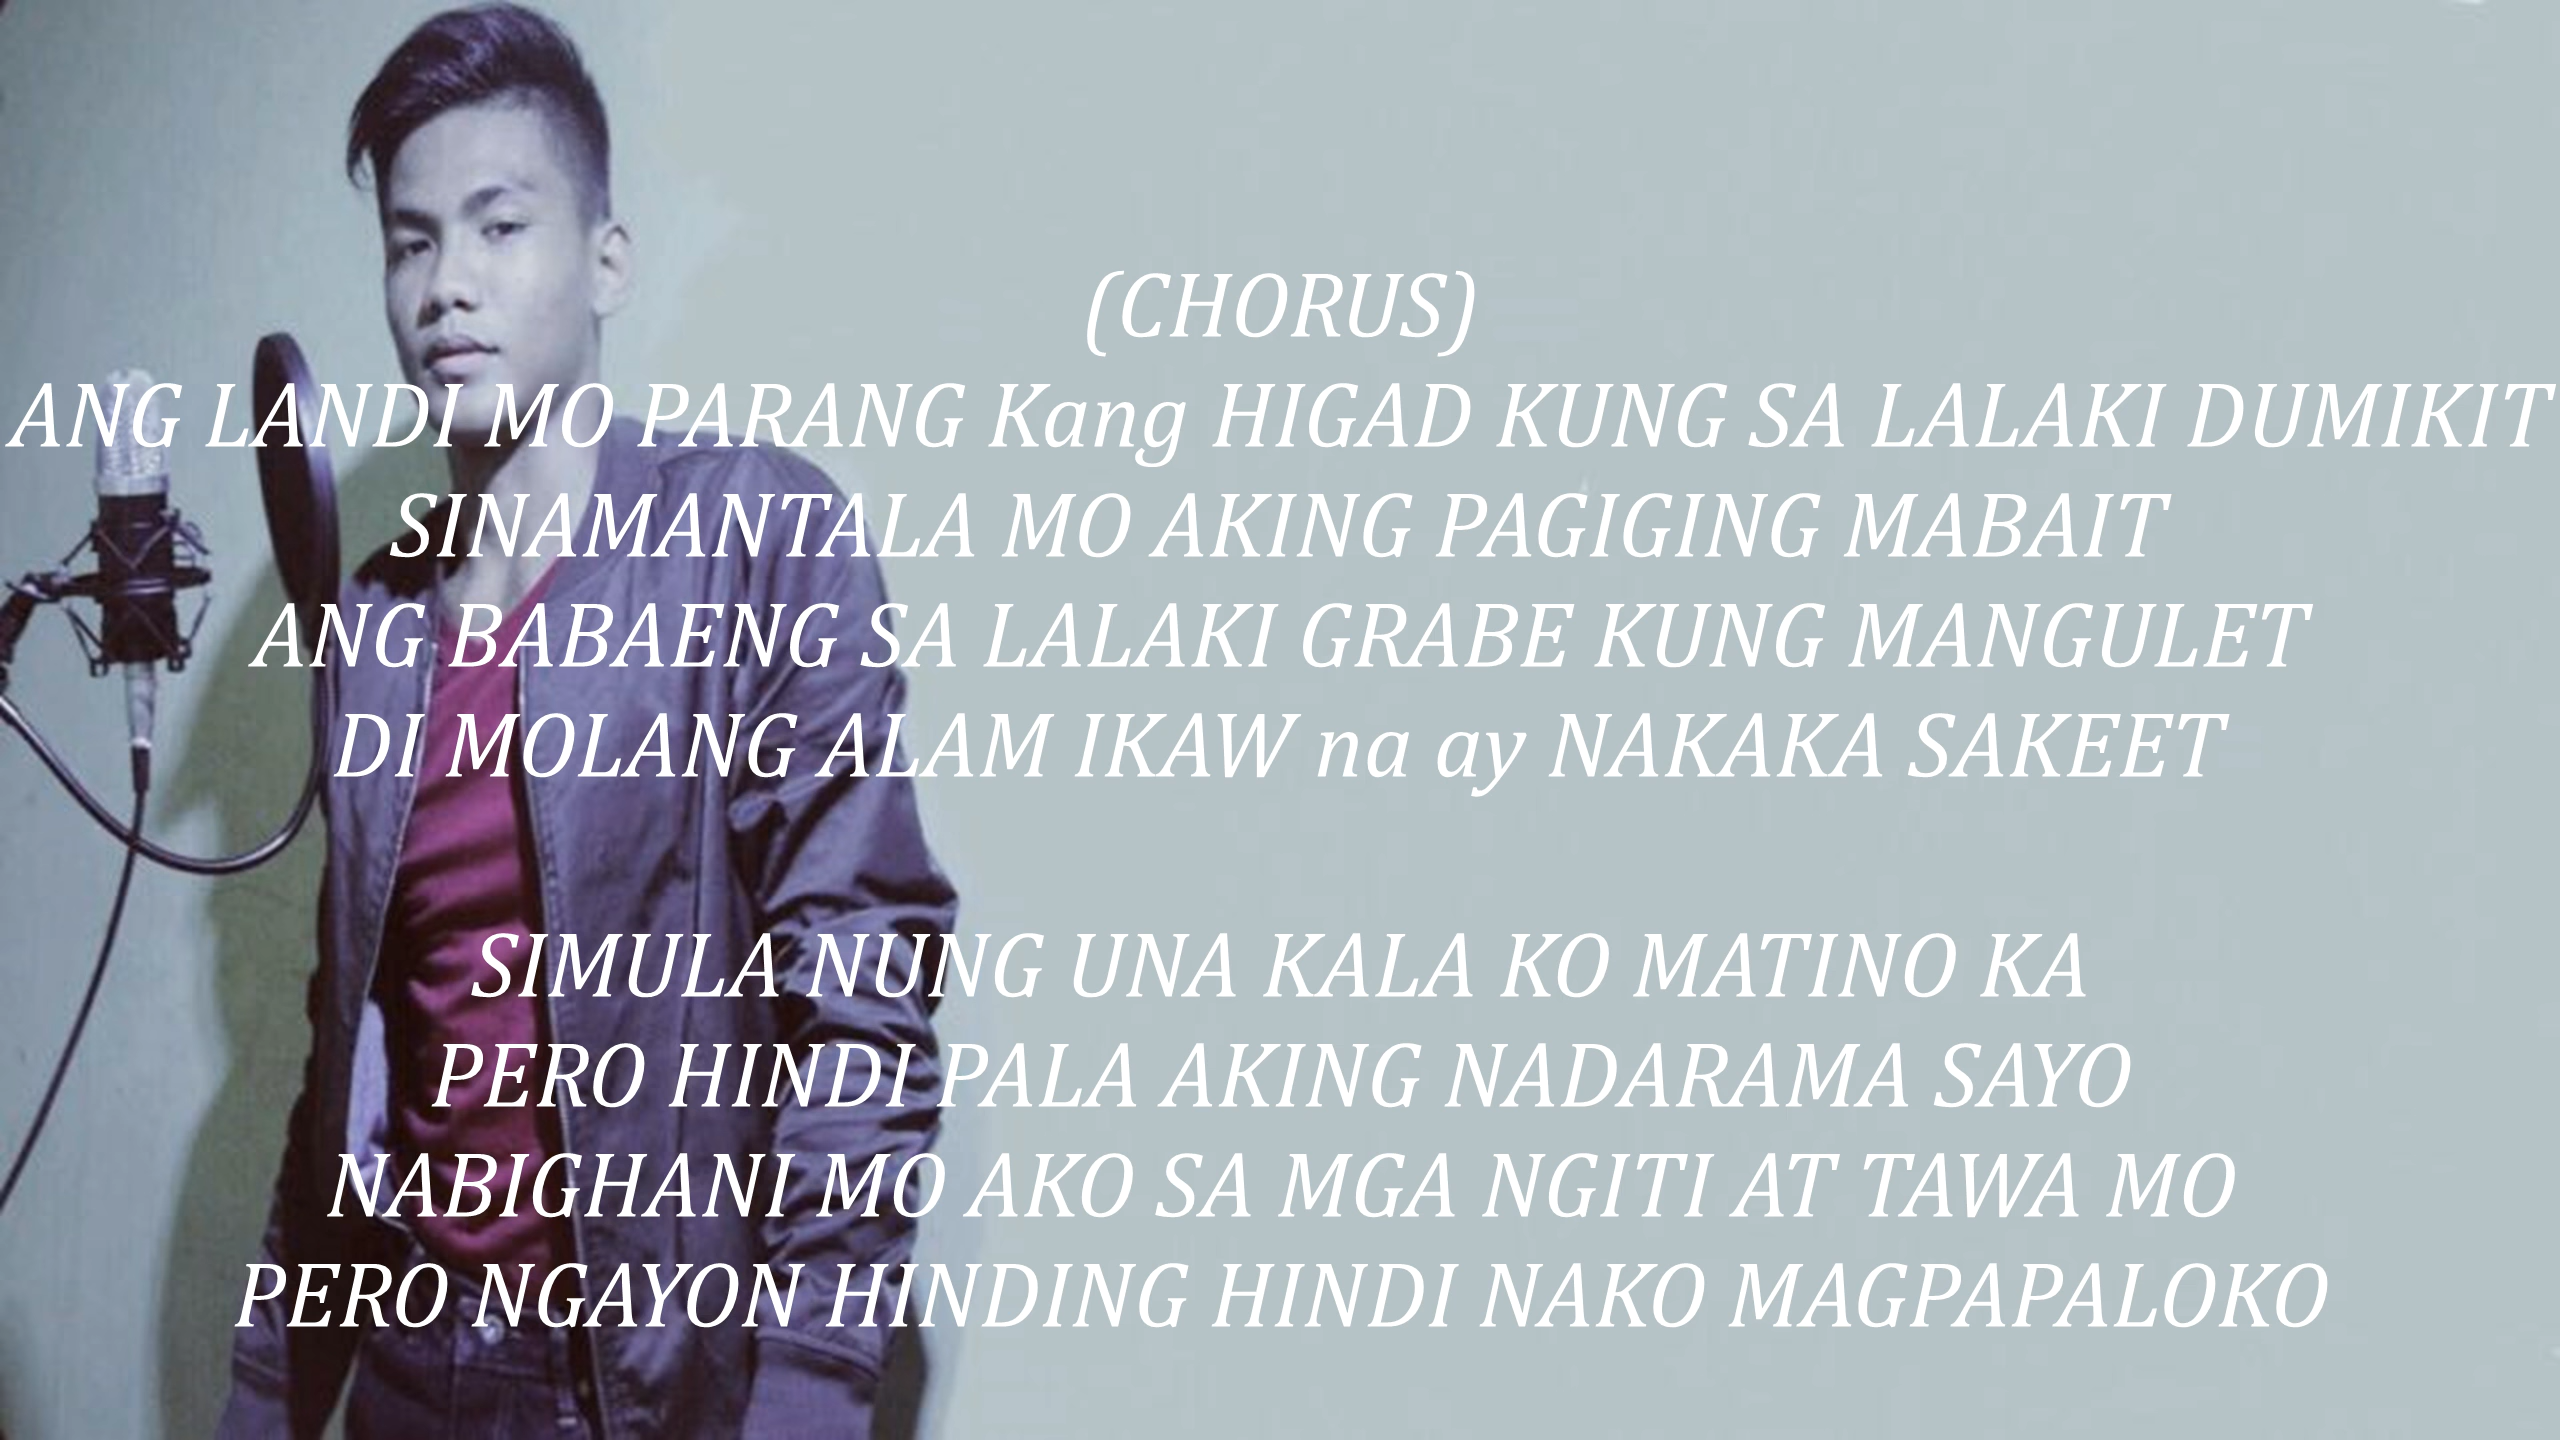 (CHORUS)
ANG LANDI MO PARANG Kang HIGAD KUNG SA LALAKI DUMIKIT
SINAMANTALA MO AKING PAGIGING MABAIT
ANG BABAENG SA LALAKI GRABE KUNG MANGULET
DI MOLANG ALAM IKAW na ay NAKAKA SAKEET
SIMULA NUNG UNA KALA KO MATINO KA
PERO HINDI PALA AKING NADARAMA SAYO
NABIGHANI MO AKO SA MGA NGITI AT TAWA MO
PERO NGAYON HINDING HINDI NAKO MAGPAPALOKO